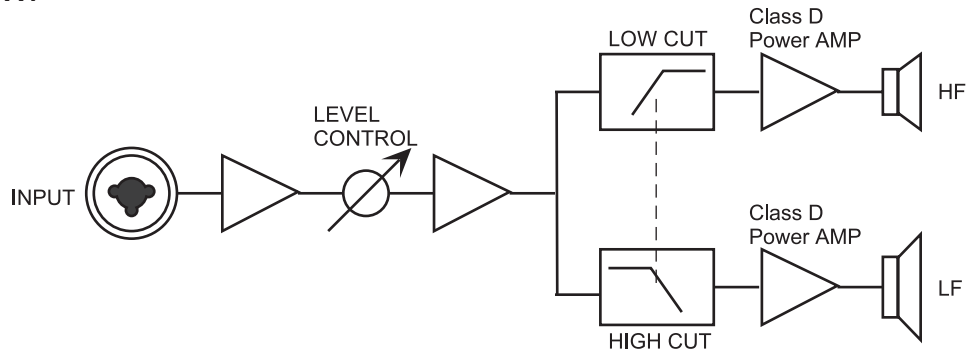 INPUT
LEVEL
CONTROL
LOW CUT
Class D
Power AMP
HF
HIGH CUT
Class D
Power AMP
LF